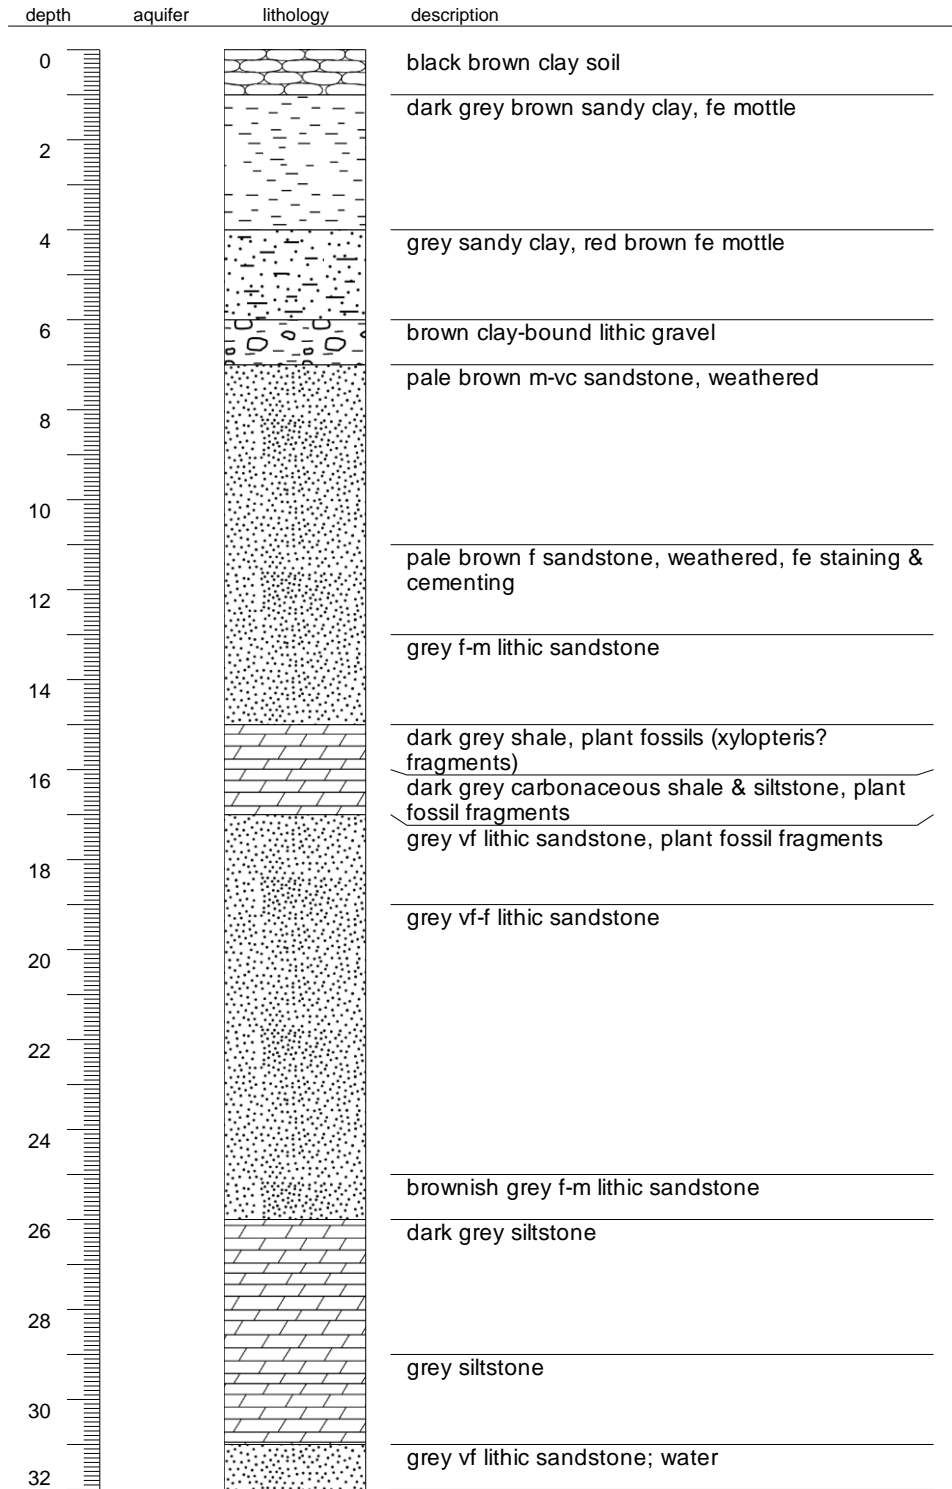 depth aquifer lithology description
0 black brown clay soil
dark grey brown sandy clay, fe mottle
2
4 grey sandy clay, red brown fe mottle
6 brown clay-bound lithic gravel
pale brown m-vc sandstone, weathered
8
10
pale brown f sandstone, weathered, fe staining &
cementing
12
grey f-m lithic sandstone
14
dark grey shale, plant fossils (xylopteris?
fragments)
16
dark grey carbonaceous shale & siltstone, plant
fossil fragments
grey vf lithic sandstone, plant fossil fragments
18
grey vf-f lithic sandstone
20
22
24
brownish grey f-m lithic sandstone
26 dark grey siltstone
28
grey siltstone
30
grey vf lithic sandstone; water
32